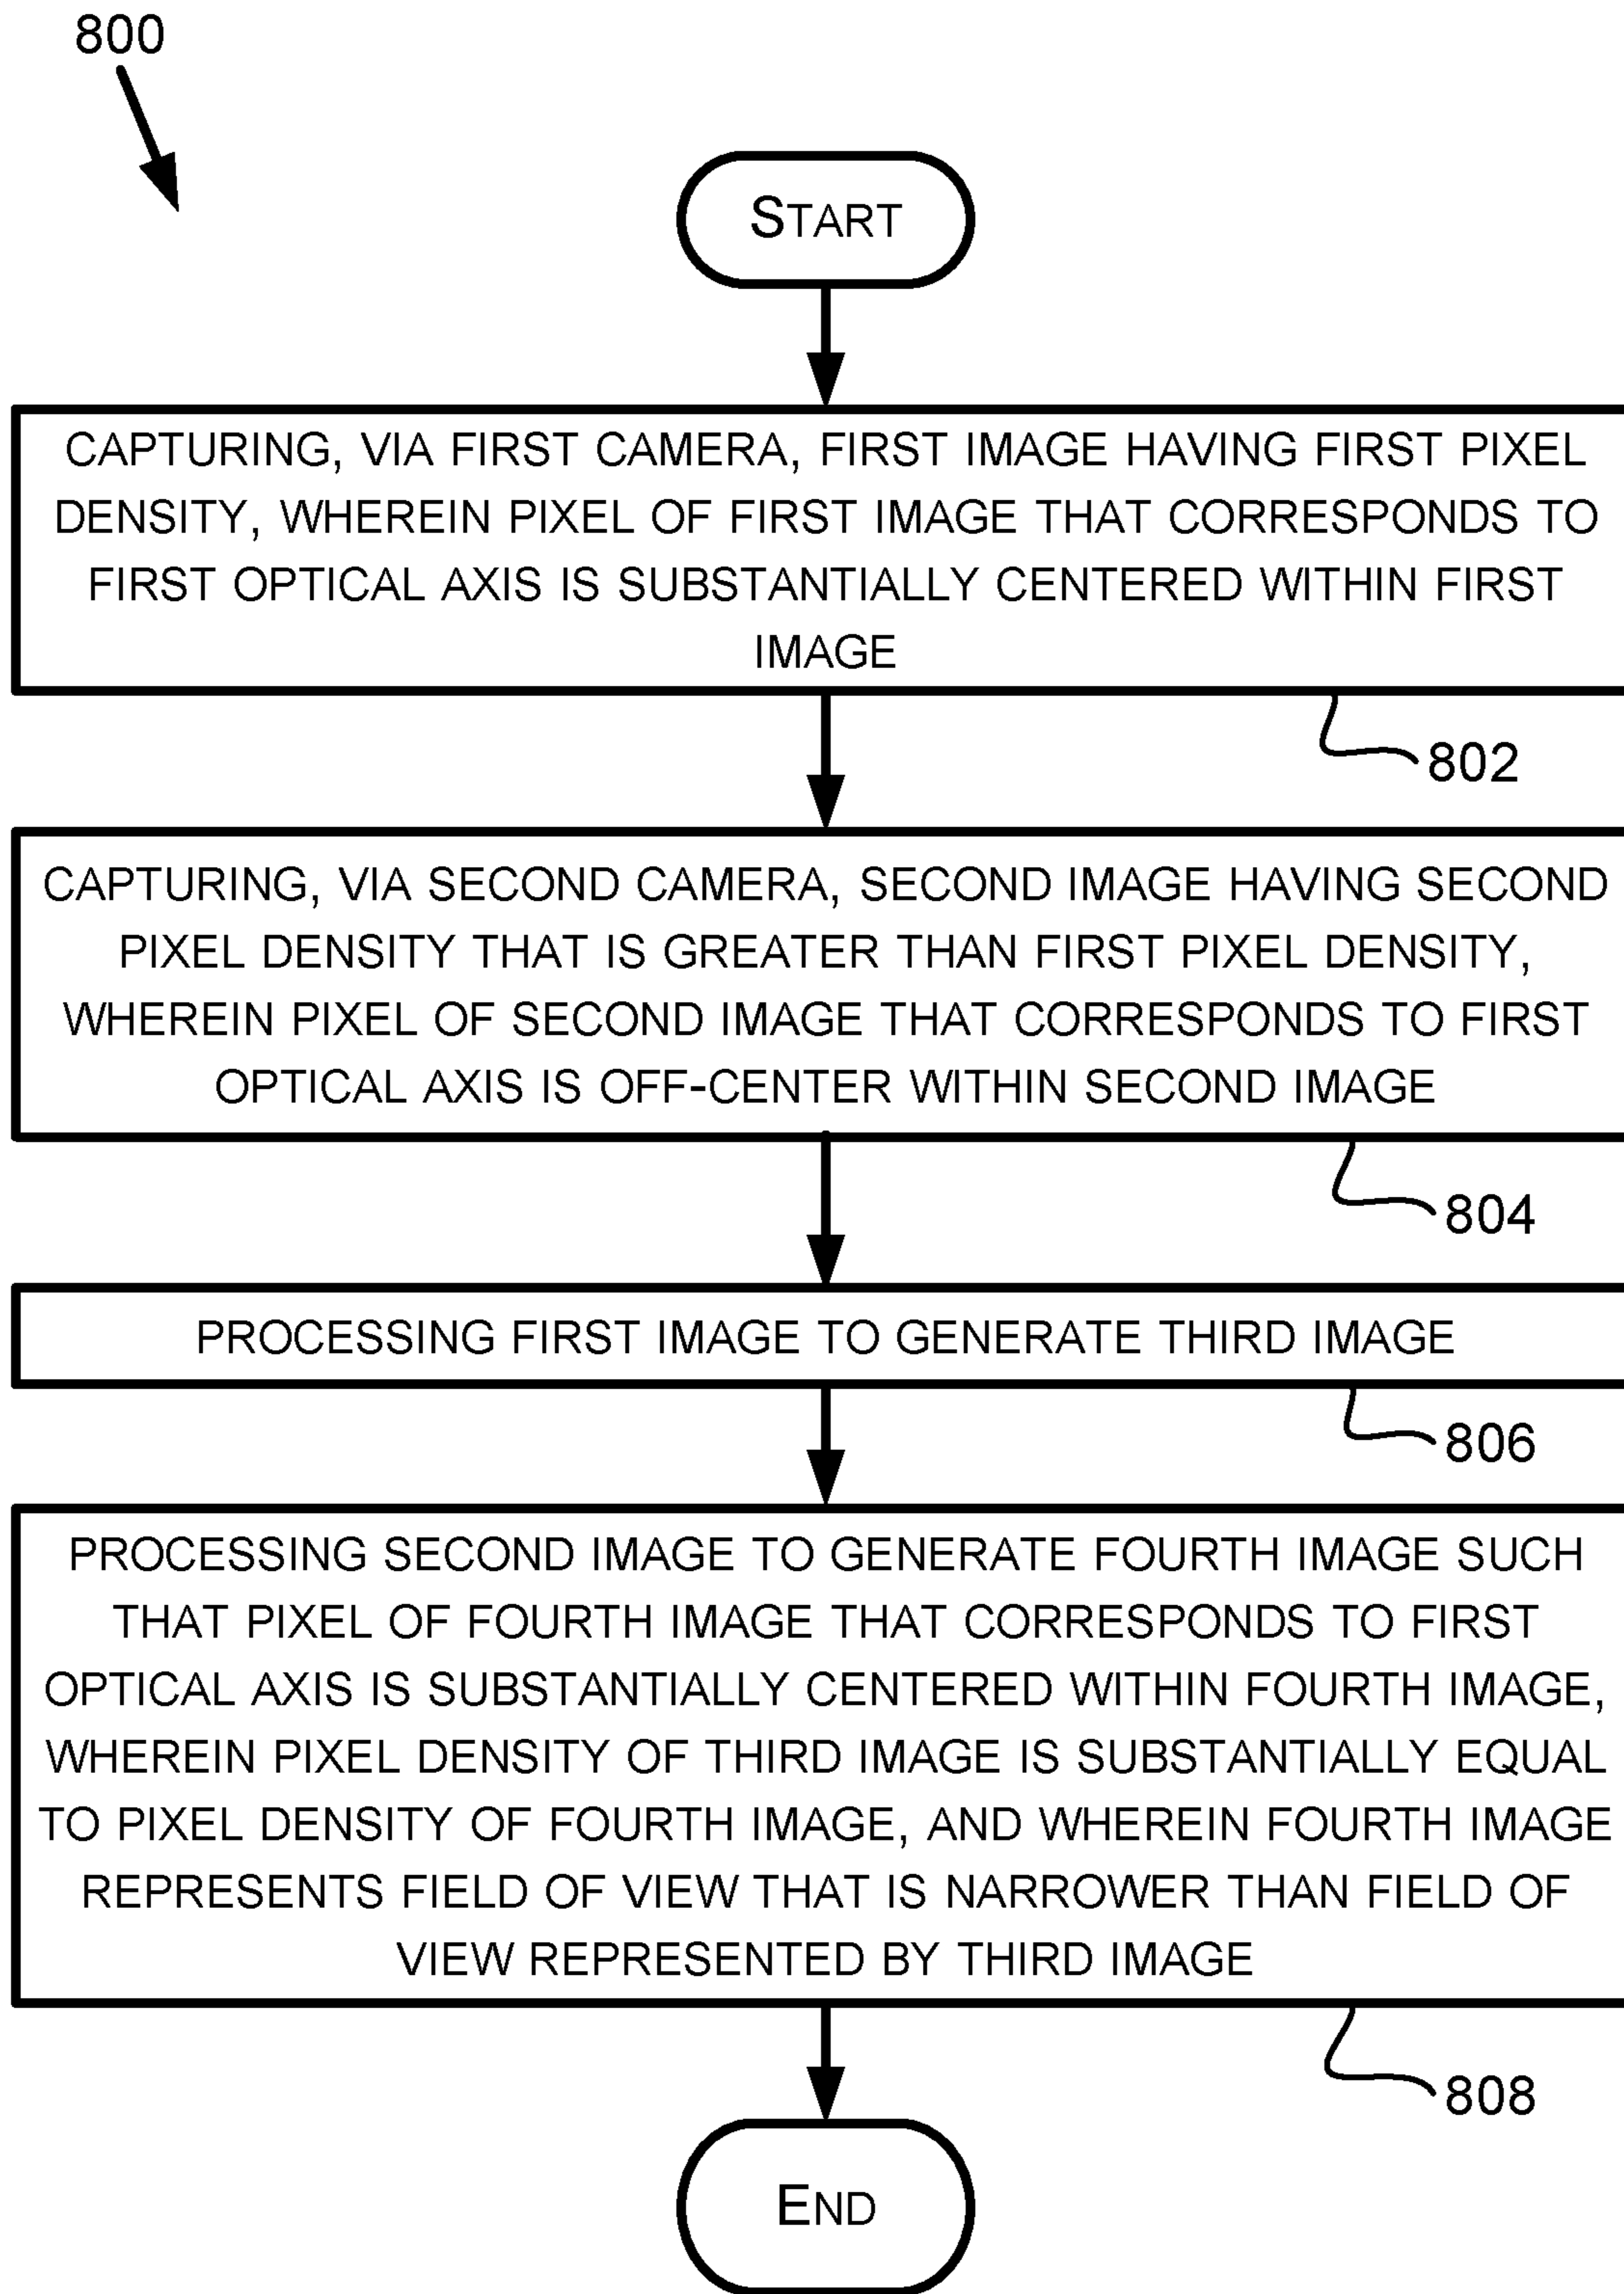 800
START
CAPTURING, VIA FIRST CAMERA, FIRST IMAGE HAVING FIRST PIXEL
DENSITY, WHEREIN PIXEL OF FIRST IMAGE THAT CORRESPONDS TO
FIRST OPTICAL AXIS IS SUBSTANTIALLY CENTERED WITHIN FIRST
IMAGE
802
CAPTURING, VIA SECOND CAMERA, SECOND IMAGE HAVING SECOND
PIXEL DENSITY THAT IS GREATER THAN FIRST PIXEL DENSITY,
WHEREIN PIXEL OF SECOND IMAGE THAT CORRESPONDS TO FIRST
OPTICAL AXIS IS OFF-CENTER WITHIN SECOND IMAGE
804
PROCESSING FIRST IMAGE TO GENERATE THIRD IMAGE
806
PROCESSING SECOND IMAGE TO GENERATE FOURTH IMAGE SUCH
THAT PIXEL OF FOURTH IMAGE THAT CORRESPONDS TO FIRST
OPTICAL AXIS IS SUBSTANTIALLY CENTERED WITHIN FOURTH IMAGE,
WHEREIN PIXEL DENSITY OF THIRD IMAGE IS SUBSTANTIALLY EQUAL
TO PIXEL DENSITY OF FOURTH IMAGE, AND WHEREIN FOURTH IMAGE
REPRESENTS FIELD OF VIEW THAT IS NARROWER THAN FIELD OF
VIEW REPRESENTED BY THIRD IMAGE
808
END